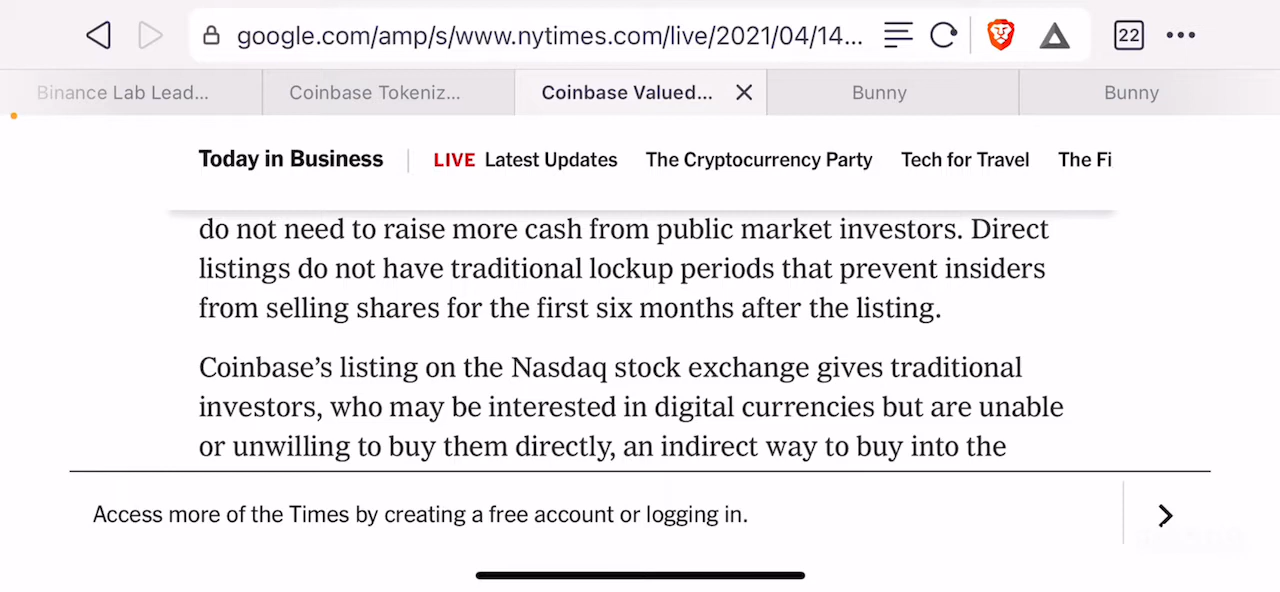 google.com/amp/s/www.nytimes.com/live/2021/04/14...
22
Binance Lab Lead...
Coinbase Tokeniz...
Coinbase Valued...
Bunny
Bunny
Today in Business
LIVE Latest Updates
The Cryptocurrency Party
Tech for Travel
The Fi
do not need to raise more cash from public market investors. Direct
listings do not have traditional lockup periods that prevent insiders
from selling shares for the first six months after the listing.
Coinbase’s listing on the Nasdaq stock exchange gives traditional
investors, who may be interested in digital currencies but are unable
or unwilling to buy them directly, an indirect way to buy into the
Access more of the Times by creating a free account or logging in.